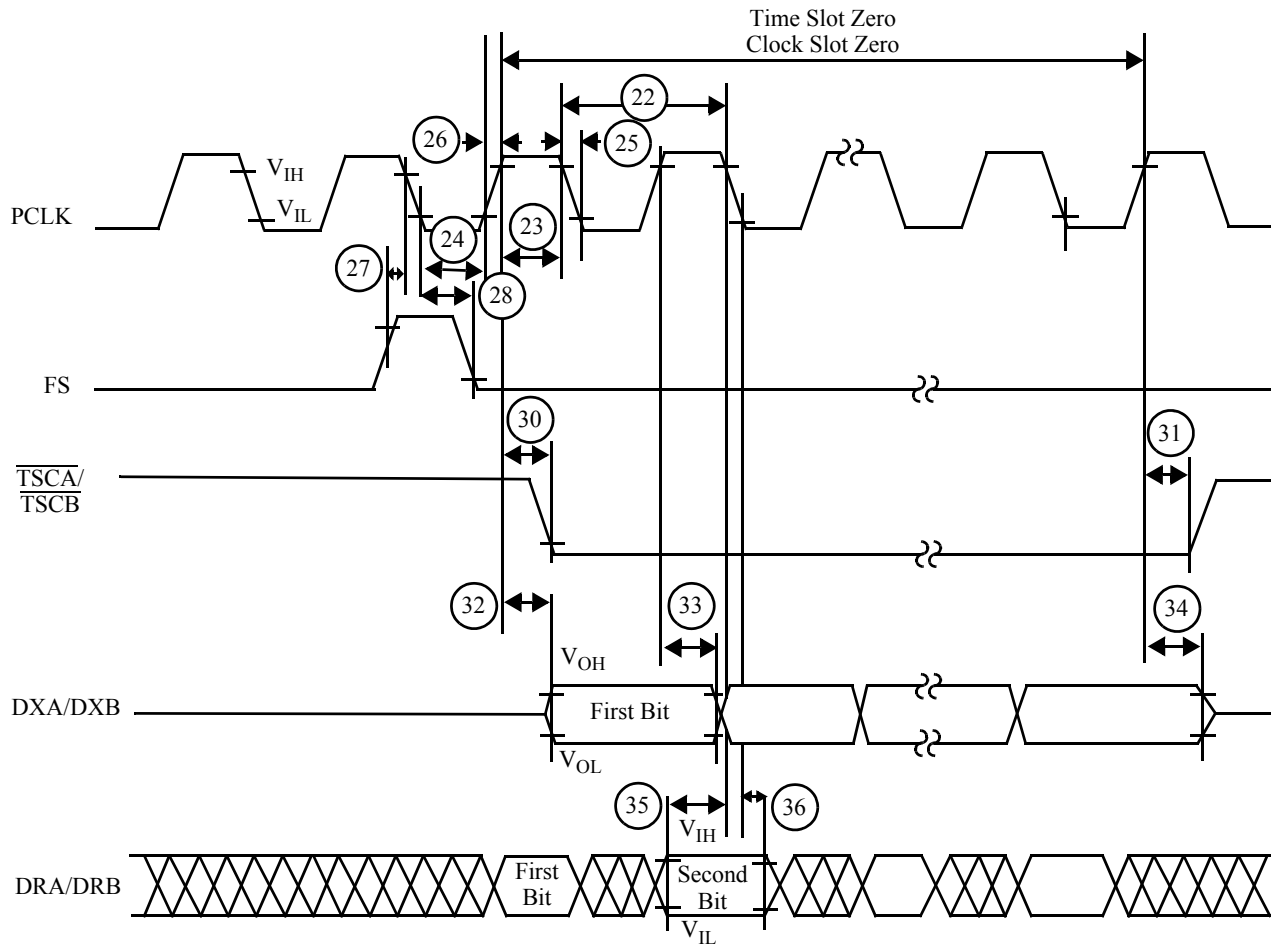 Time Slot Zero
Clock Slot Zero
22
26
25
V_IH
V_IL
PCLK
23
24
27
28
FS
30
31
TSCA/
TSCB
32
33
34
V_OH
DXA/DXB
First Bit
V_OL
35
36
V_IH
DRA/DRB
First
Bit
Second
Bit
V_IL